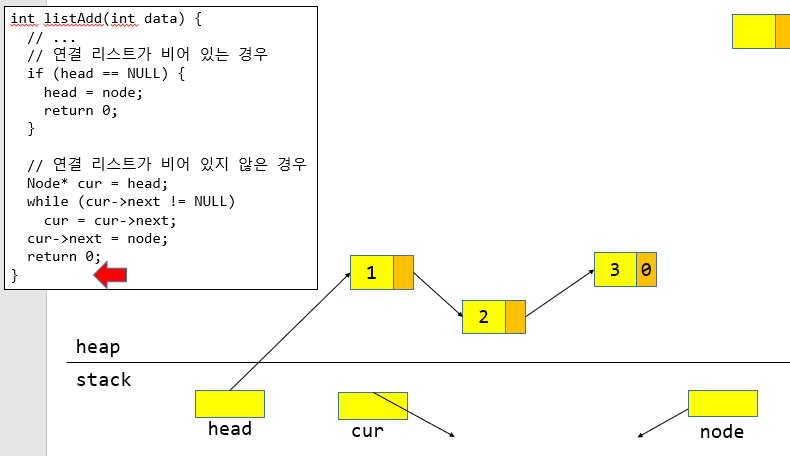 int listAdd(int data) {
// ...
// 연결 리스트가 비어 있는 경우
if (head == NULL) {
head = node;
return 0;
}
// 연결 리스트가 비어 있지 않은 경우
Node* cur = head;
while (cur->next != NULL)
cur = cur->next;
cur->next = node;
return 0;
}
1
2
3 0
heap
stack
head
cur
node